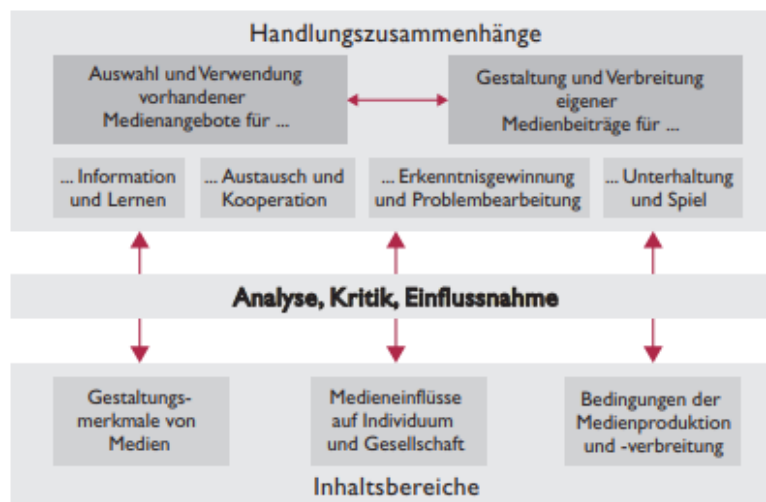 Handlungszusammenhänge
Auswahl und Verwendung
vorhandener
Medienangebote für ...
Gestaltung und Verbreitung
eigener
Medienbeiträge für ...
... Information
und Lernen
... Austausch und
Kooperation
... Erkenntnisgewinnung
und Problembearbeitung
... Unterhaltung
und Spiel
Analyse, Kritik, Einflussnahme
Gestaltungs-
merkmale von
Medien
Medieneinflüsse
auf Individuum
und Gesellschaft
Bedingungen der
Medienproduktion
und -verbreitung
Inhaltsbereiche